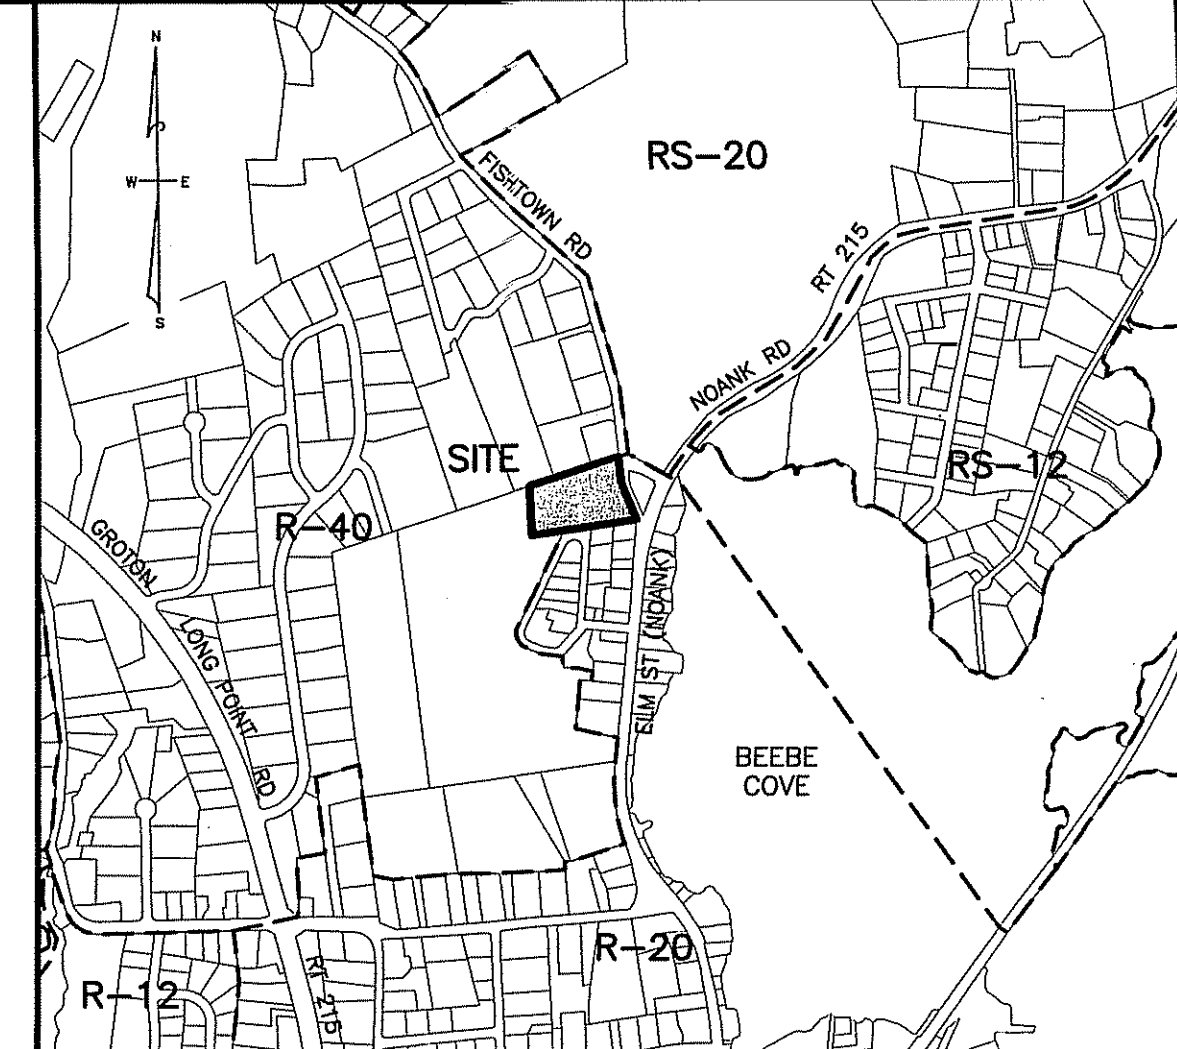 N
W E
S
RS-20
FISHTOWN RD
RT 215
NOANK RD
SITE
RS-12
R-40
GROTON LONG POINT RD
ELM ST (NOANK)
BEEBE
COVE
R-20
R-12
RT 215